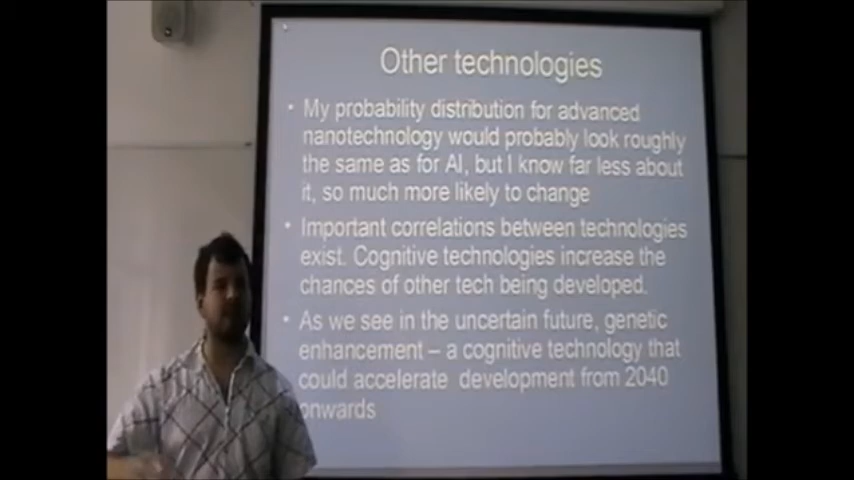 Other technologies
• My probability distribution for advanced
nanotechnology would probably look roughly
the same as for AI, but I know far less about
it, so much more likely to change
• Important correlations between technologies
exist. Cognitive technologies increase the
chances of other tech being developed.
• As we see in the uncertain future, genetic
enhancement – a cognitive technology that
could accelerate development from 2040
onwards